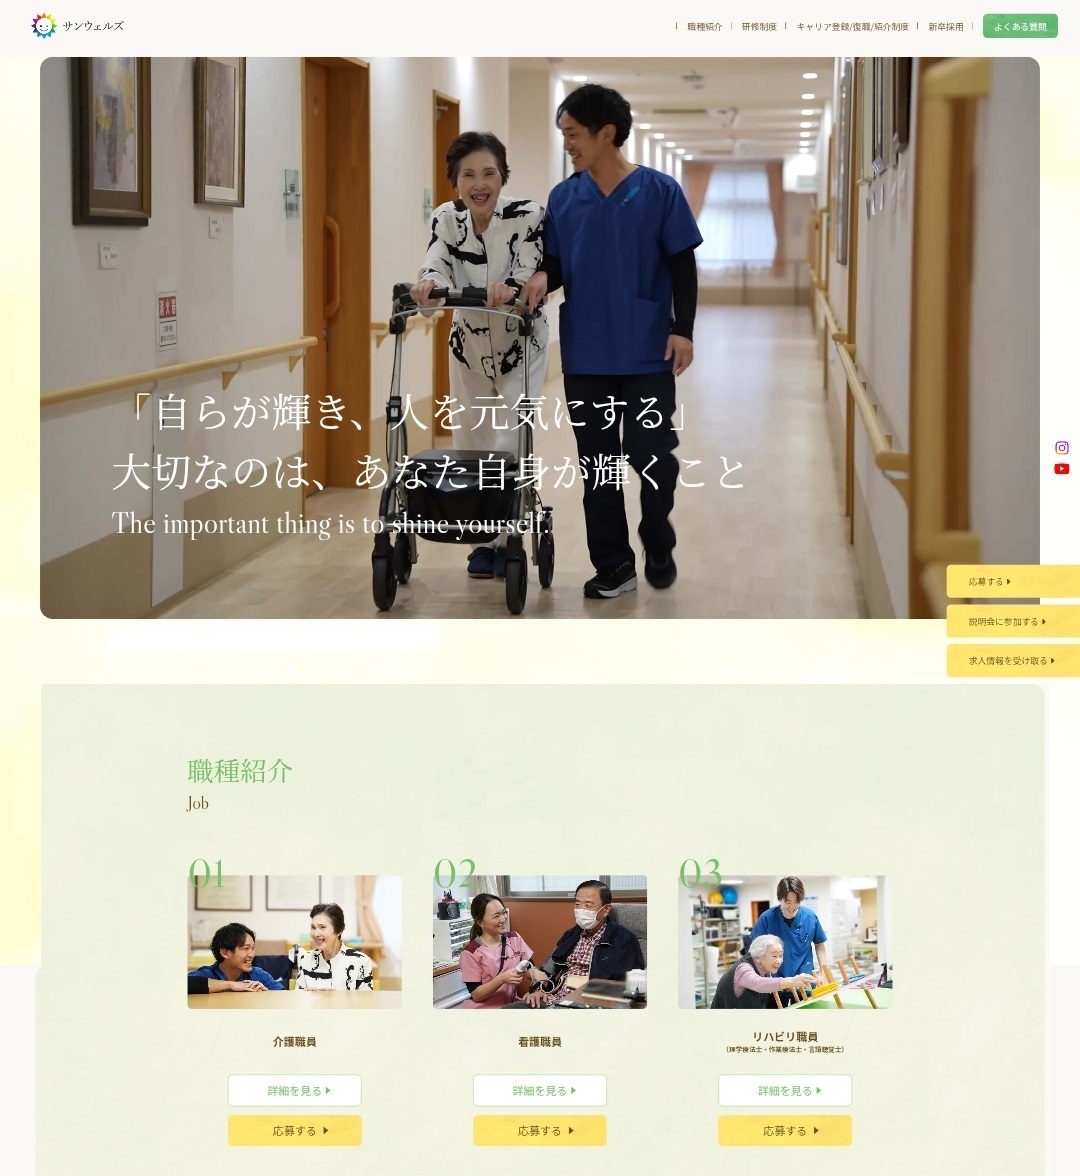 サンウェルズ
職種紹介
研修制度
キャリア登録/復職/紹介制度
新卒採用
よくある質問
「自らが輝き、人を元気にする」
大切なのは、あなた自身が輝くこと
The important thing is to shine yourself.
応募する
説明会に参加する
求人情報を受け取る
職種紹介
Job
01
02
03
介護職員
看護職員
リハビリ職員
(理学療法士・作業療法士・言語聴覚士)
詳細を見る
詳細を見る
詳細を見る
応募する
応募する
応募する